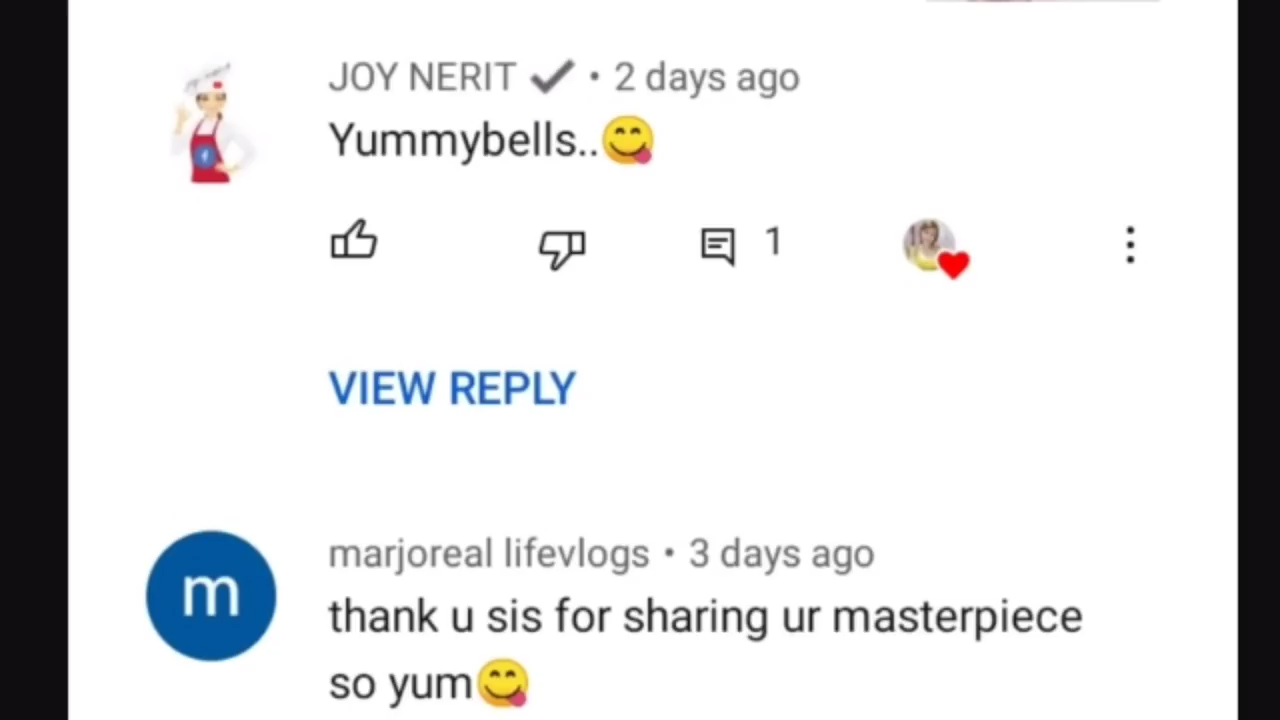 JOY NERIT ✔ • 2 days ago
Yummybells..😋
1
VIEW REPLY
m
marjoreal lifevlogs • 3 days ago
thank u sis for sharing ur masterpiece
so yum😋